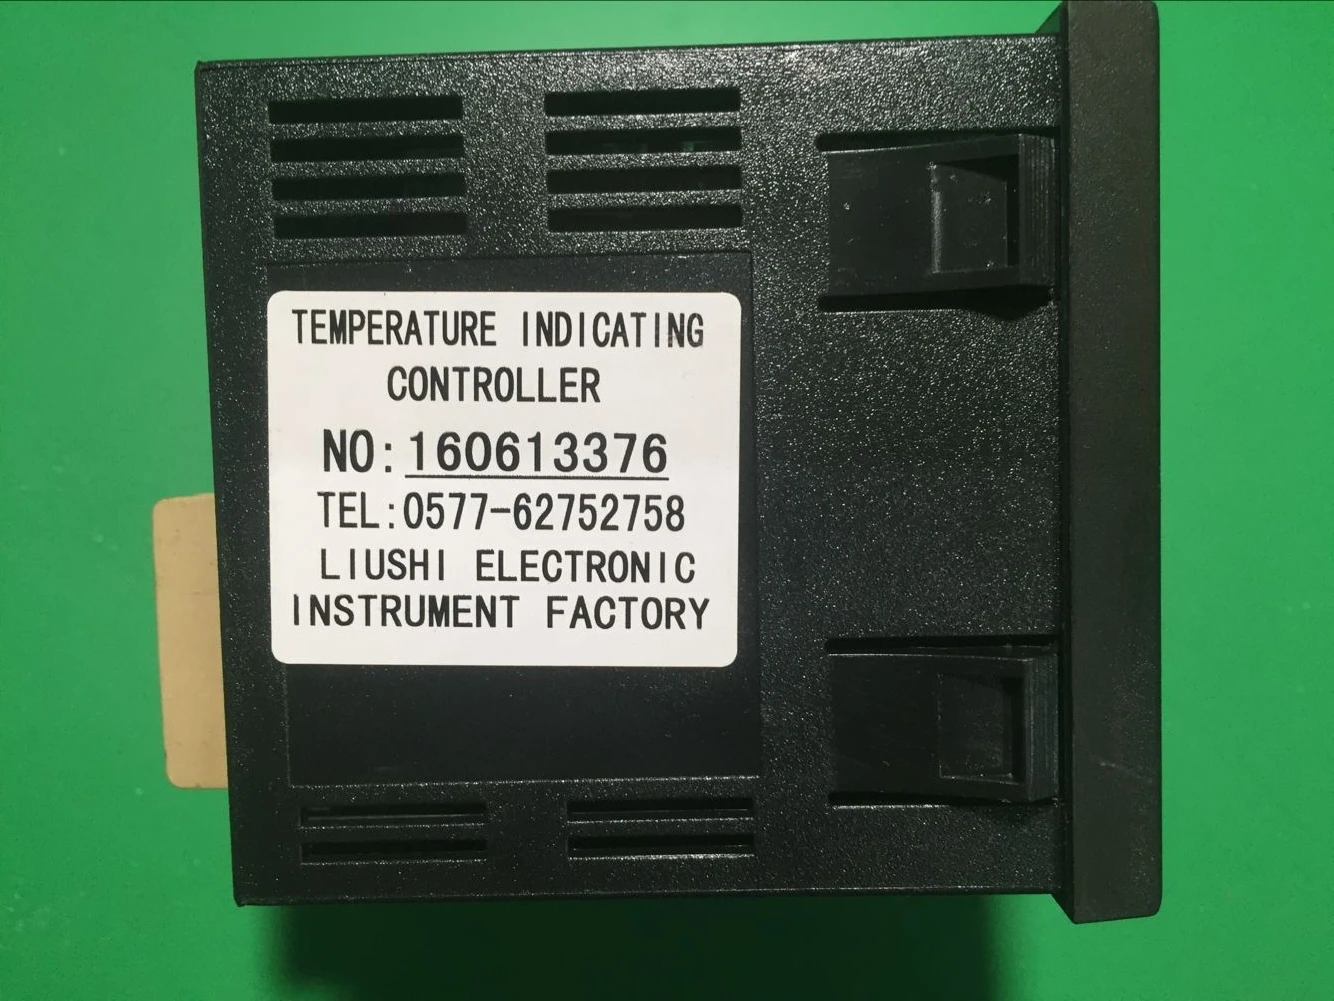 TEMPERATURE INDICATING
CONTROLLER
NO:160613376
TEL:0577-62752758
LIUSHI ELECTRONIC
INSTRUMENT FACTORY